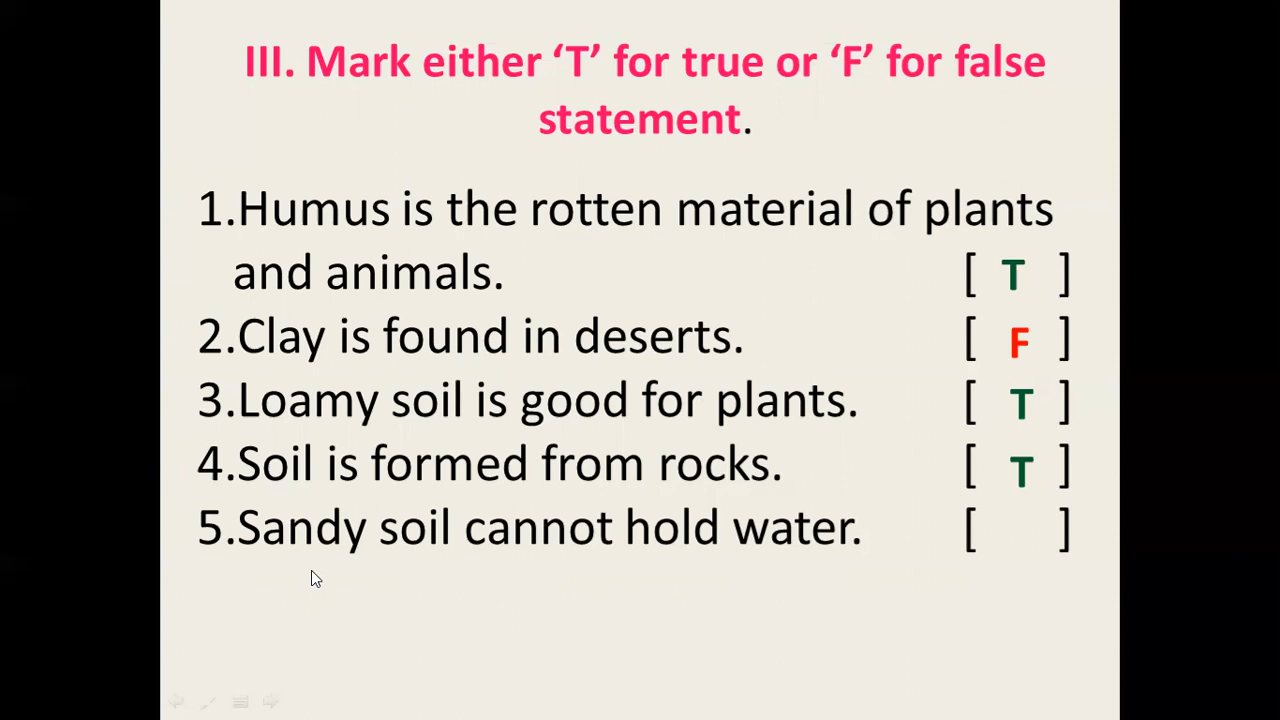 III. Mark either ‘T’ for true or ‘F’ for false
statement.
1.Humus is the rotten material of plants
and animals. [ T ]
2.Clay is found in deserts. [ F ]
3.Loamy soil is good for plants. [ T ]
4.Soil is formed from rocks. [ T ]
5.Sandy soil cannot hold water. [ ]